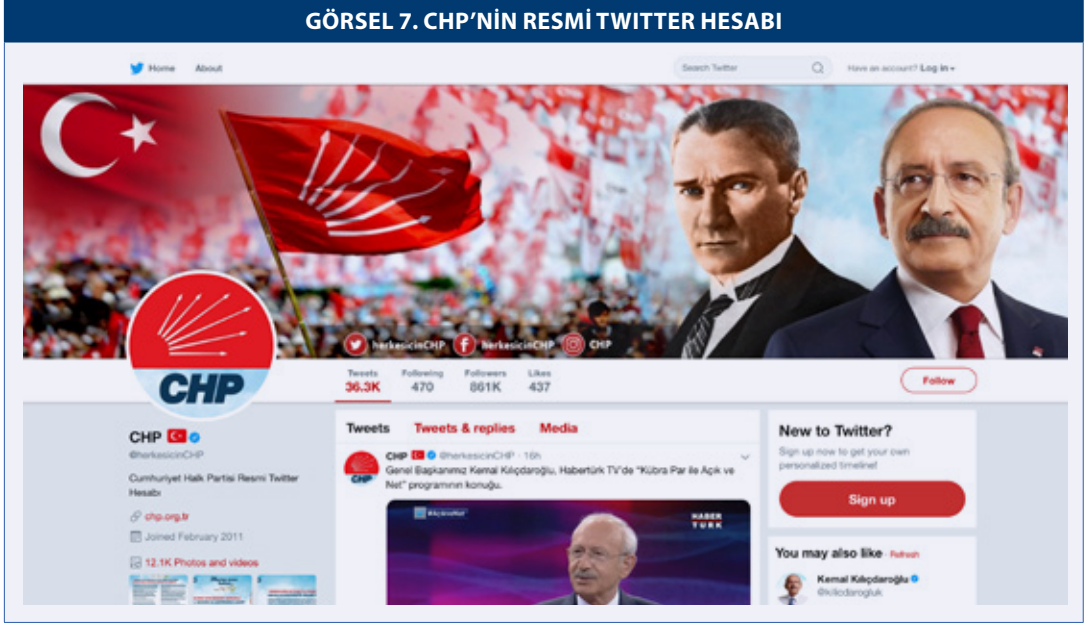 GÖRSEL 7. CHP’NİN RESMİ TWITTER HESABI
Home About Search Twitter Have an account? Log in
herkesicinCHP herkesicinCHP CHP
CHP
Tweets Following Followers Likes
36.3K 470 861K 437
Follow
CHP
@herkesicinCHP
Cumhuriyet Halk Partisi Resmi Twitter
Hesabı
chp.org.tr
Joined February 2011
12.1K Photos and videos
Tweets Tweets & replies Media
CHP @herkesicinCHP · 16h
Genel Başkanımız Kemal Kılıçdaroğlu, Habertürk TV'de "Kübra Par ile Açık ve
Net" programının konuğu.
CHP
#AçıkveNet
HABER
TURK
New to Twitter?
Sign up now to get your own
personalized timeline!
Sign up
You may also like · Refresh
Kemal Kılıçdaroğlu
@kilicdarogluk